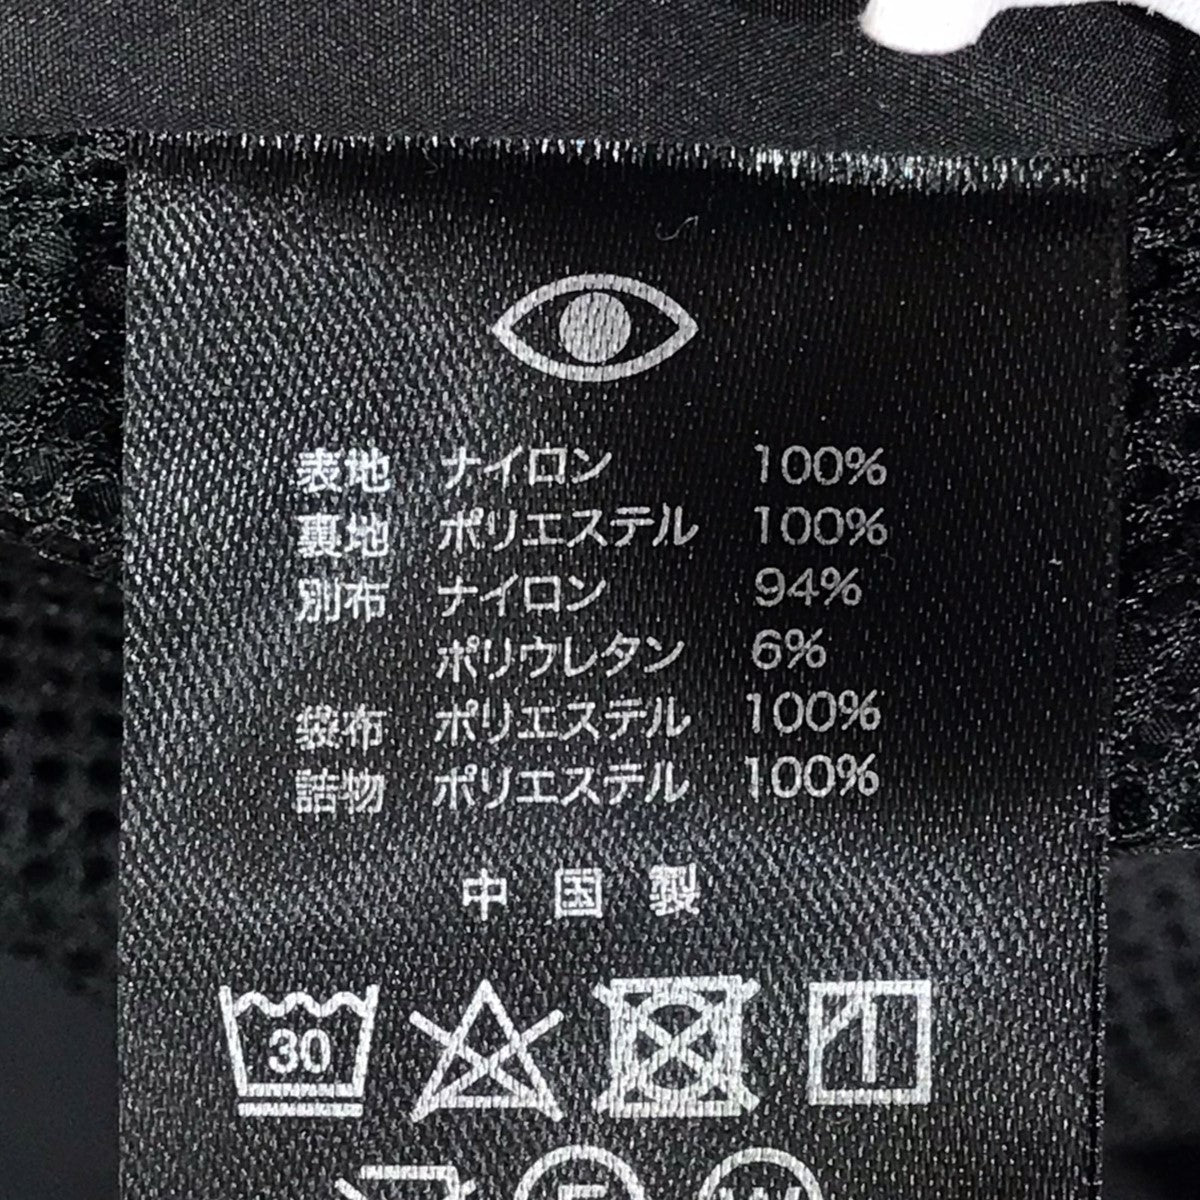 表地 ナイロン 100%
裏地 ポリエステル 100%
別布 ナイロン 94%
ポリウレタン 6%
袋布 ポリエステル 100%
詰物 ポリエステル 100%
中国製
30